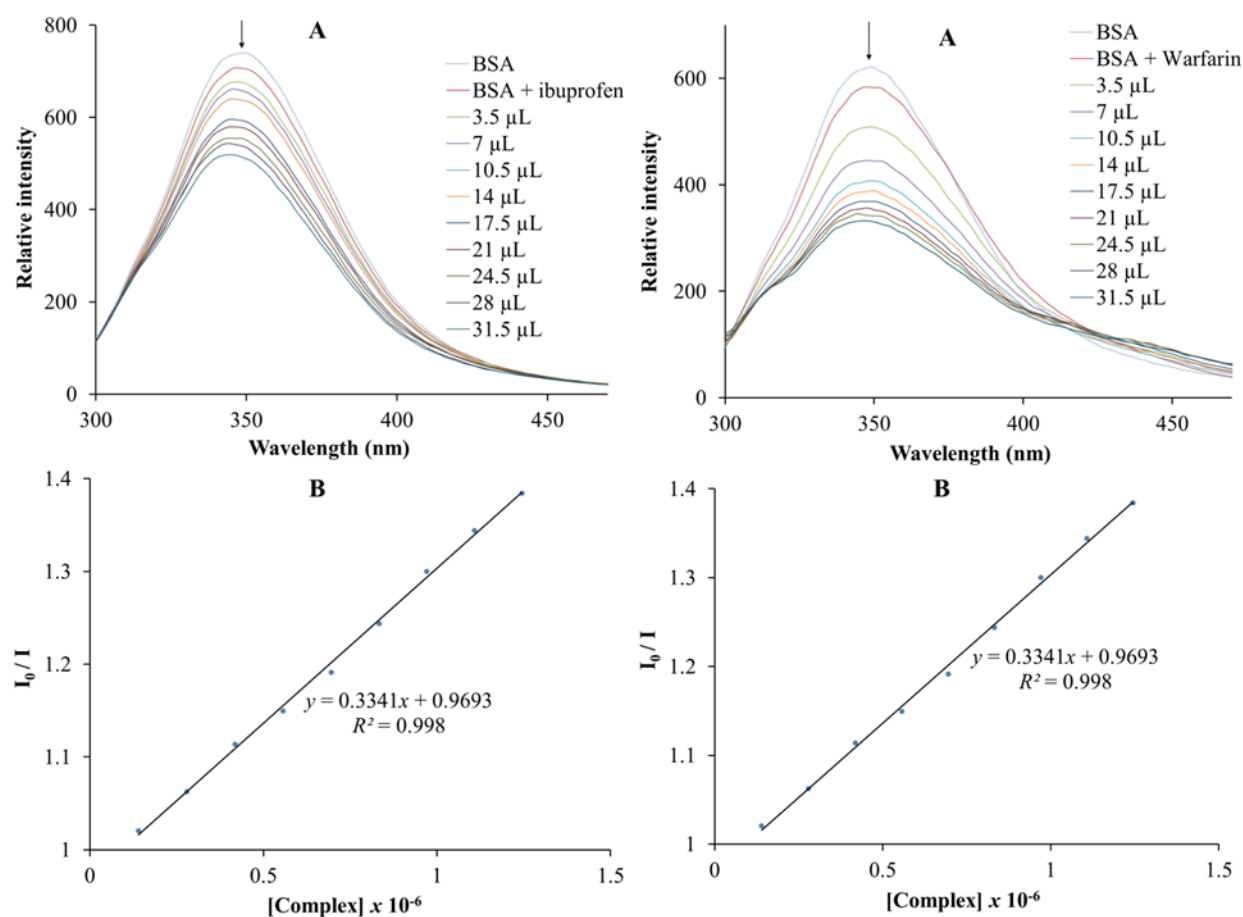 A
800
600
400
200
0
Relative intensity
BSA
BSA + ibuprofen
3.5 µL
7 µL
10.5 µL
14 µL
17.5 µL
21 µL
24.5 µL
28 µL
31.5 µL
300
350
400
450
Wavelength (nm)
A
600
400
200
0
Relative intensity
BSA
BSA + Warfarin
3.5 µL
7 µL
10.5 µL
14 µL
17.5 µL
21 µL
24.5 µL
28 µL
31.5 µL
300
350
400
450
Wavelength (nm)
B
1.4
1.3
1.2
1.1
1
I₀ / I
y = 0.3341x + 0.9693
R² = 0.998
0
0.5
1
1.5
[Complex] x 10⁻⁶
B
1.4
1.3
1.2
1.1
1
I₀ / I
y = 0.3341x + 0.9693
R² = 0.998
0
0.5
1
1.5
[Complex] x 10⁻⁶